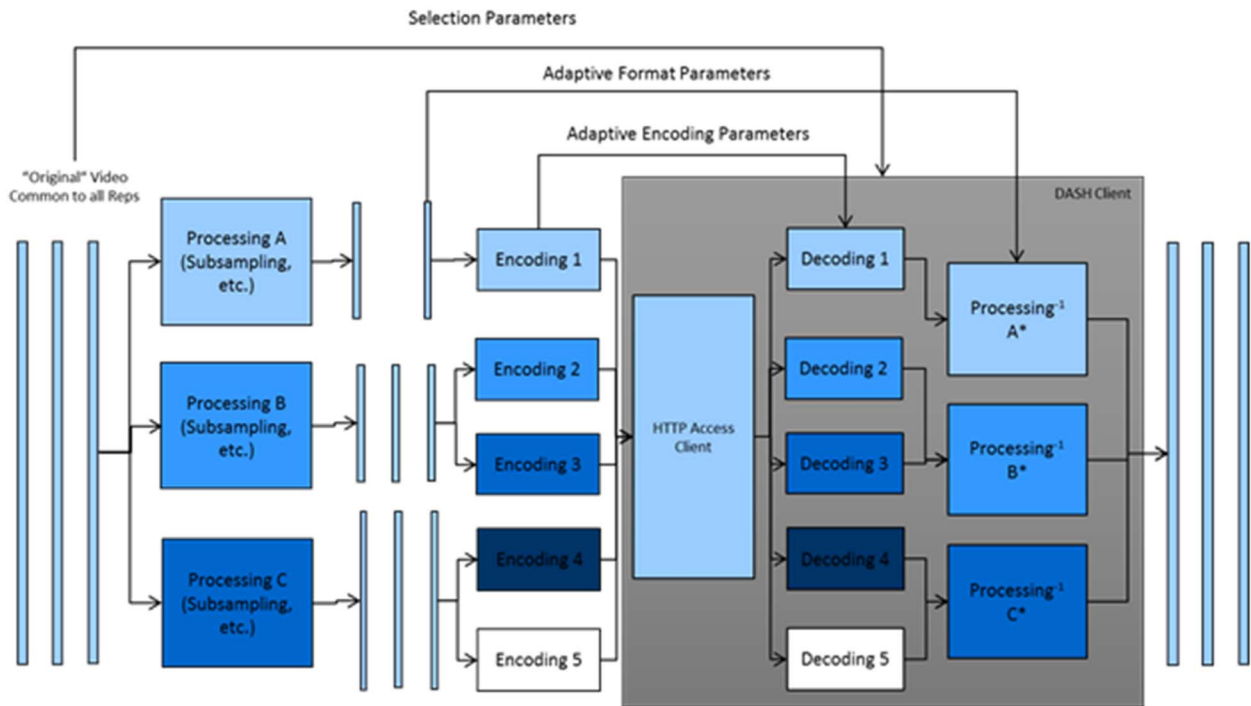 Selection Parameters
Adaptive Format Parameters
Adaptive Encoding Parameters
"Original" Video
Common to all Reps
DASH Client
Processing A
(Subsampling,
etc.)
Encoding 1
Decoding 1
Processing⁻¹
A*
Processing B
(Subsampling,
etc.)
Encoding 2
Encoding 3
HTTP Access
Client
Decoding 2
Decoding 3
Processing⁻¹
B*
Processing C
(Subsampling,
etc.)
Encoding 4
Encoding 5
Decoding 4
Decoding 5
Processing⁻¹
C*